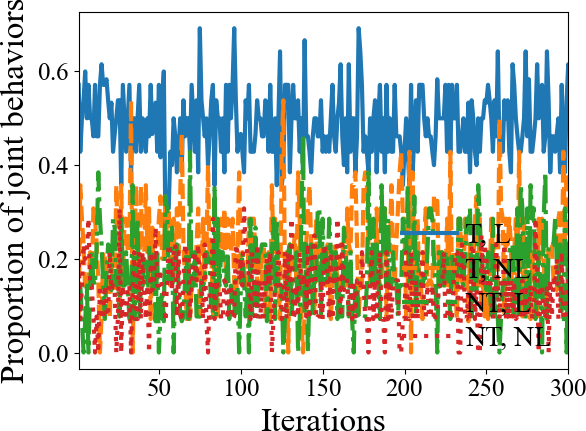 Proportion of joint behaviors
0.6
0.4
0.2
0.0
T, L
T, NL
NT, L
NT, NL
50
100
150
200
250
300
Iterations